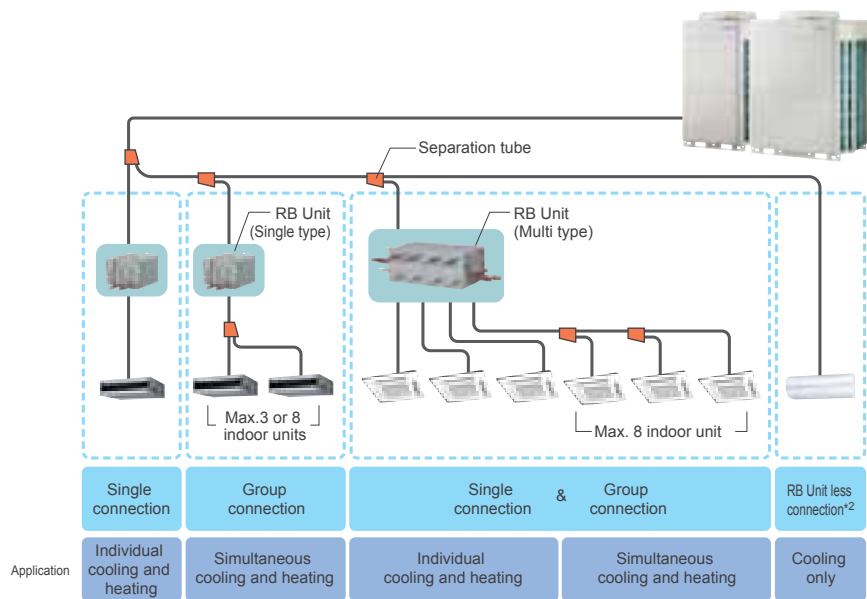 Separation tube
RB Unit
(Single type)
RB Unit
(Multi type)
Max.3 or 8
indoor units
Max. 8 indoor unit
Single
connection
Group
connection
Single
connection
&
Group
connection
RB Unit less
connection*2
Application
Individual
cooling and
heating
Simultaneous
cooling and heating
Individual
cooling and heating
Simultaneous
cooling and heating
Cooling
only